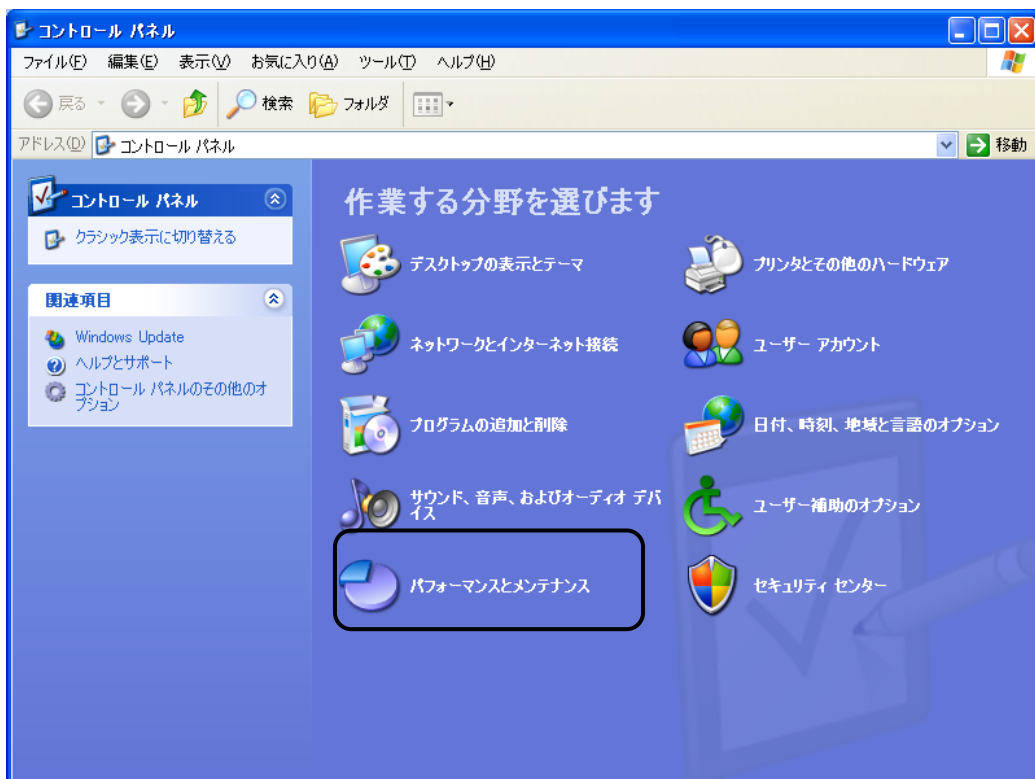 コントロール パネル
ファイル(F) 編集(E) 表示(V) お気に入り(A) ツール(T) ヘルプ(H)
戻る 検索 フォルダ
アドレス(D) コントロール パネル 移動
コントロール パネル
クラシック表示に切り替える
関連項目
Windows Update
ヘルプとサポート
コントロール パネルのその他のオ
プション
作業する分野を選びます
デスクトップの表示とテーマ
プリンタとその他のハードウェア
ネットワークとインターネット接続
ユーザー アカウント
プログラムの追加と削除
日付、時刻、地域と言語のオプション
サウンド、音声、およびオーディオ デバ
イス
ユーザー補助のオプション
パフォーマンスとメンテナンス
セキュリティ センター